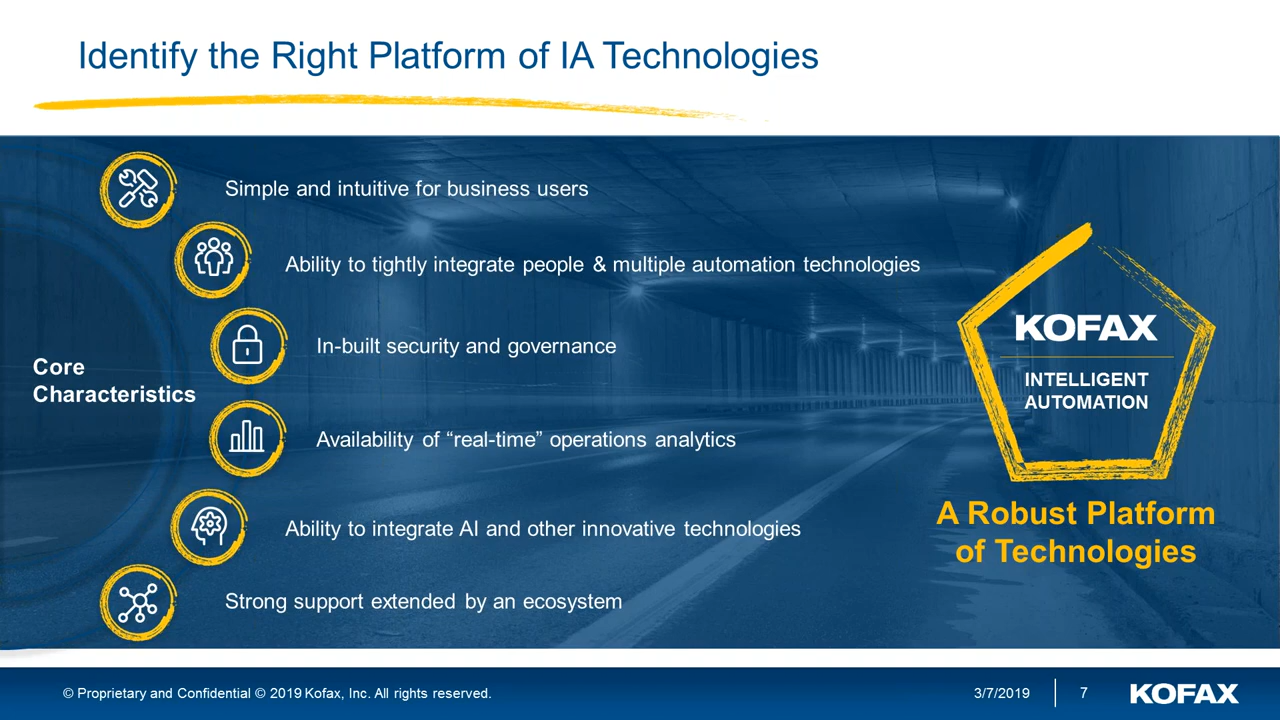 Identify the Right Platform of IA Technologies
Simple and intuitive for business users
Ability to tightly integrate people & multiple automation technologies
In-built security and governance
Core
Characteristics
Availability of “real-time” operations analytics
Ability to integrate AI and other innovative technologies
Strong support extended by an ecosystem
KOFAX
INTELLIGENT
AUTOMATION
A Robust Platform
of Technologies
© Proprietary and Confidential © 2019 Kofax, Inc. All rights reserved.
3/7/2019
7
KOFAX